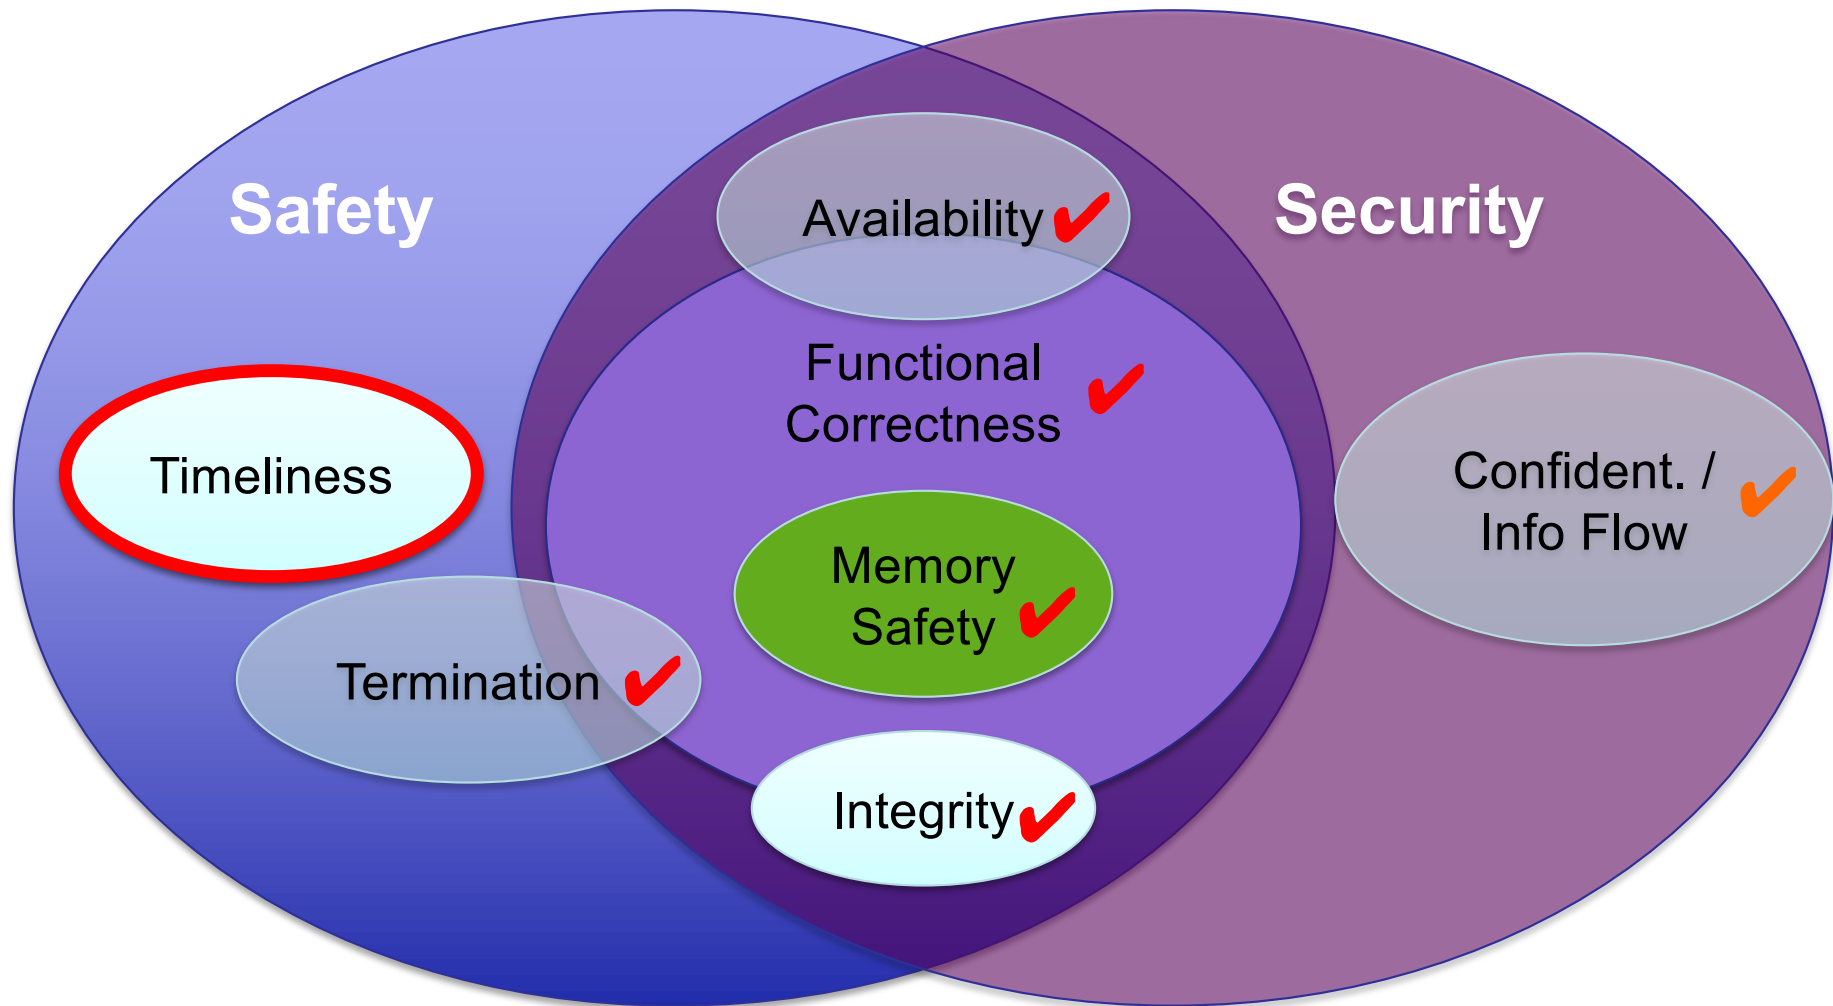 Safety
Security
Availability ✔
Functional
Correctness ✔
Timeliness
Confident. /
Info Flow ✔
Memory
Safety ✔
Termination ✔
Integrity ✔